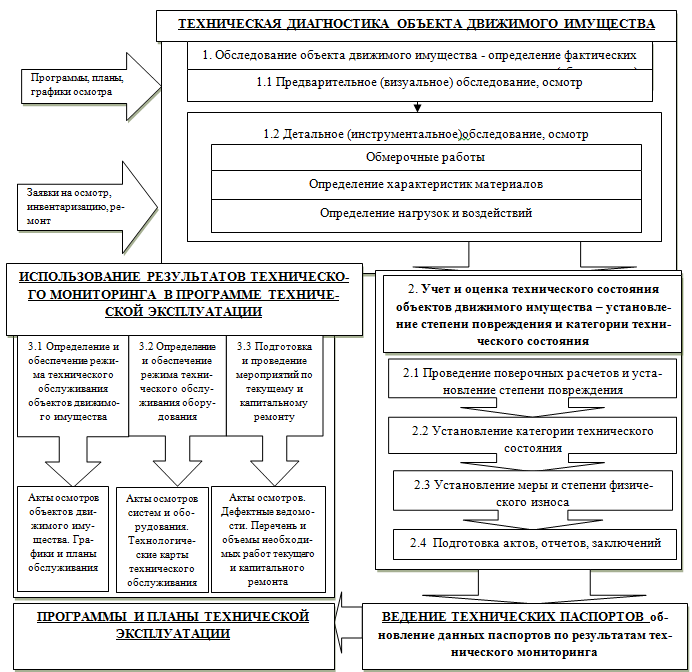 ТЕХНИЧЕСКАЯ ДИАГНОСТИКА ОБЪЕКТА ДВИЖИМОГО ИМУЩЕСТВА
1. Обследование объекта движимого имущества - определение фактических
1.1 Предварительное (визуальное) обследование, осмотр
Программы, планы,
графики осмотра
1.2 Детальное (инструментальное)обследование, осмотр
Обмерочные работы
Определение характеристик материалов
Определение нагрузок и воздействий
Заявки на осмотр,
инвентаризацию, ре-
монт
ИСПОЛЬЗОВАНИЕ РЕЗУЛЬТАТОВ ТЕХНИЧЕСКО-
ГО МОНИТОРИНГА В ПРОГРАММЕ ТЕХНИЧЕ-
СКОЙ ЭКСПЛУАТАЦИИ
3.1 Определение и
обеспечение режи-
ма технического
обслуживания
объектов движимо-
го имущества
3.2 Определение
и обеспечение
режима техни-
ческого обслу-
живания обору-
дования
3.3 Подготовка
и проведение
мероприятий по
текущему и
капитальному
ремонту
Акты осмотров
объектов дви-
жимого иму-
щества. Гра-
фики и планы
обслуживания
Акты осмотров
систем и обо-
рудования.
Технологиче-
ские карты
технического
обслуживания
Акты осмотров.
Дефектные ведомо-
сти. Перечень и
объемы необходи-
мых работ текущего
и капитального
ремонта
2. Учет и оценка технического состояния
объектов движимого имущества – установле-
ние степени повреждения и категории техни-
ческого состояния
2.1 Проведение поверочных расчетов и уста-
новление степени повреждения
2.2 Установление категории технического
состояния
2.3 Установление меры и степени физиче-
ского износа
2.4 Подготовка актов, отчетов, заключений
ПРОГРАММЫ И ПЛАНЫ ТЕХНИЧЕСКОЙ
ЭКСПЛУАТАЦИИ
ВЕДЕНИЕ ТЕХНИЧЕСКИХ ПАСПОРТОВ об-
новление данных паспортов по результатам тех-
нического мониторинга